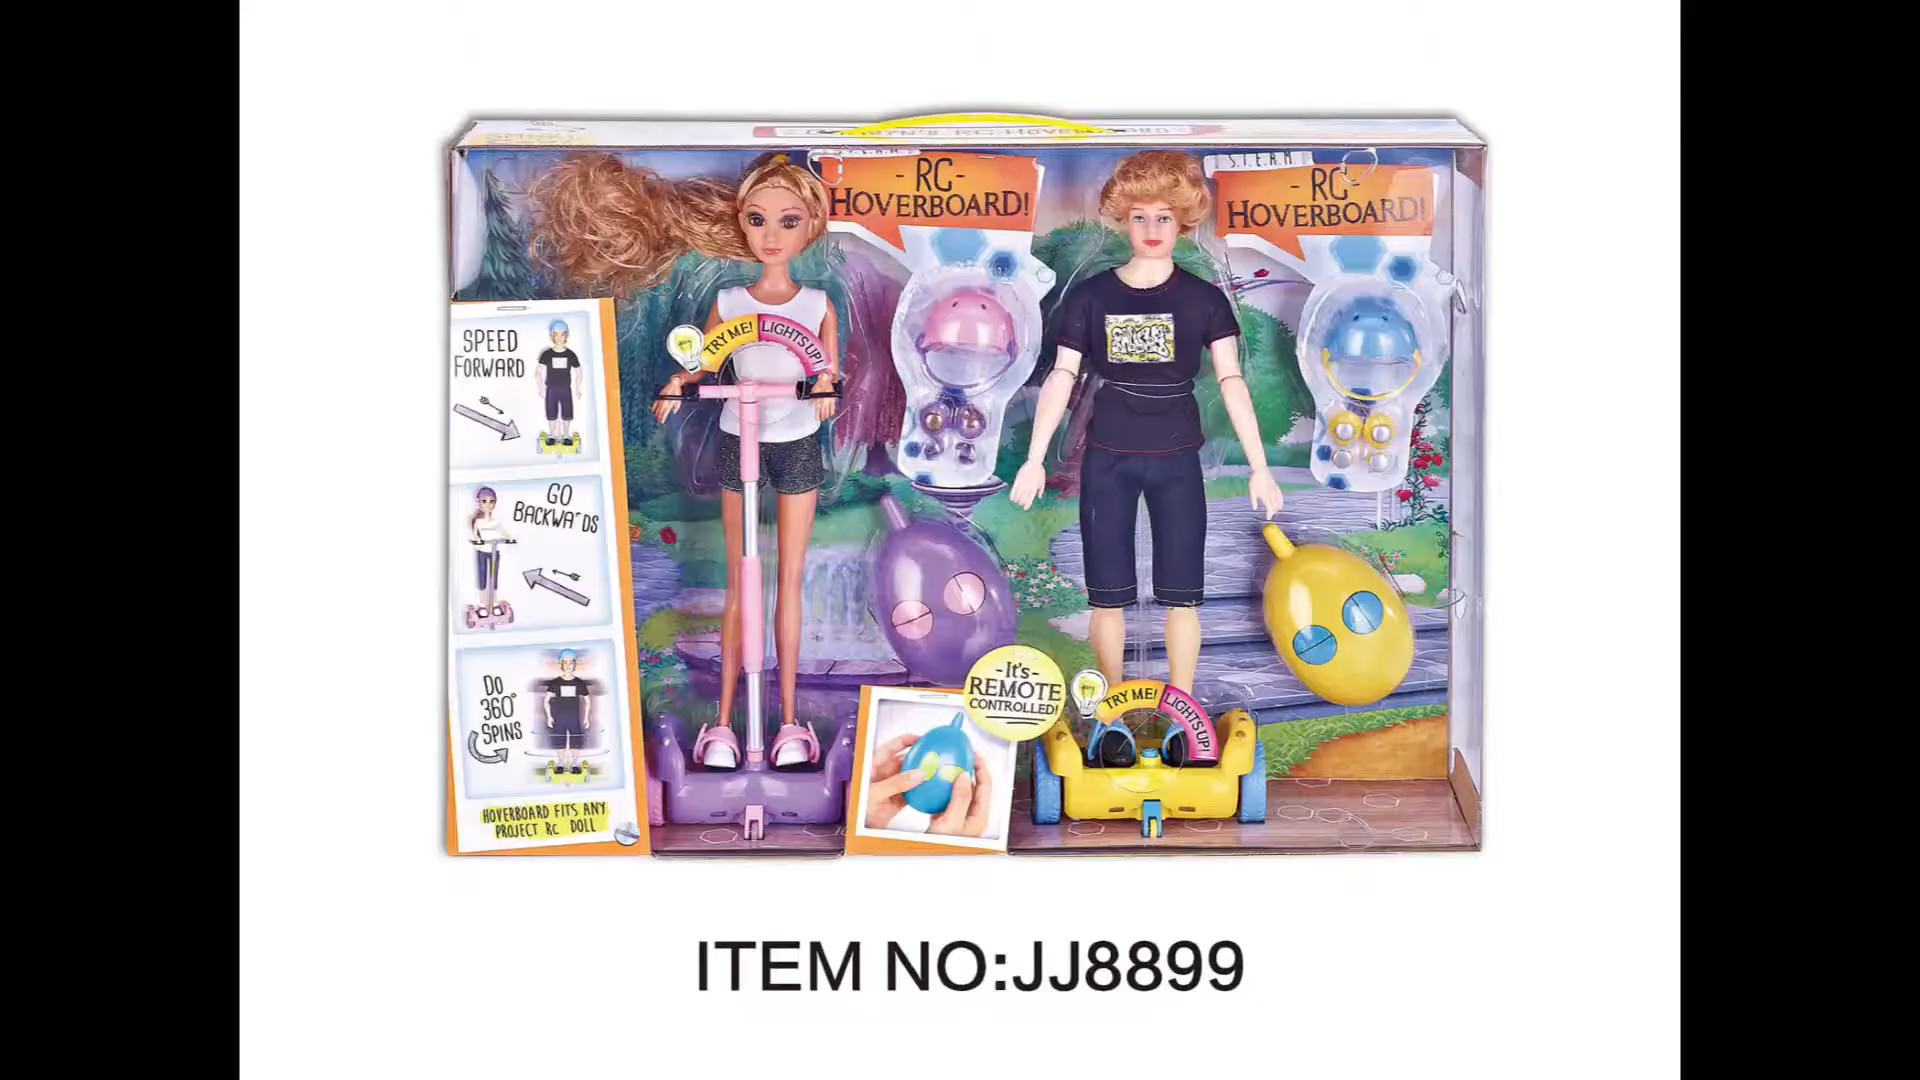 S.T.E.A.M.
-RC-
HOVERBOARD!
S.T.E.A.M.
-RC-
HOVERBOARD!
SPEED
FORWARD
TRY ME! LIGHTS UP!
GO
BACKWA DS
DO
360°
SPINS
-It's-
REMOTE
CONTROLLED!
TRY ME! LIGHTS UP!
HOVERBOARD FITS ANY
PROJECT RC DOLL
ITEM NO:JJ8899